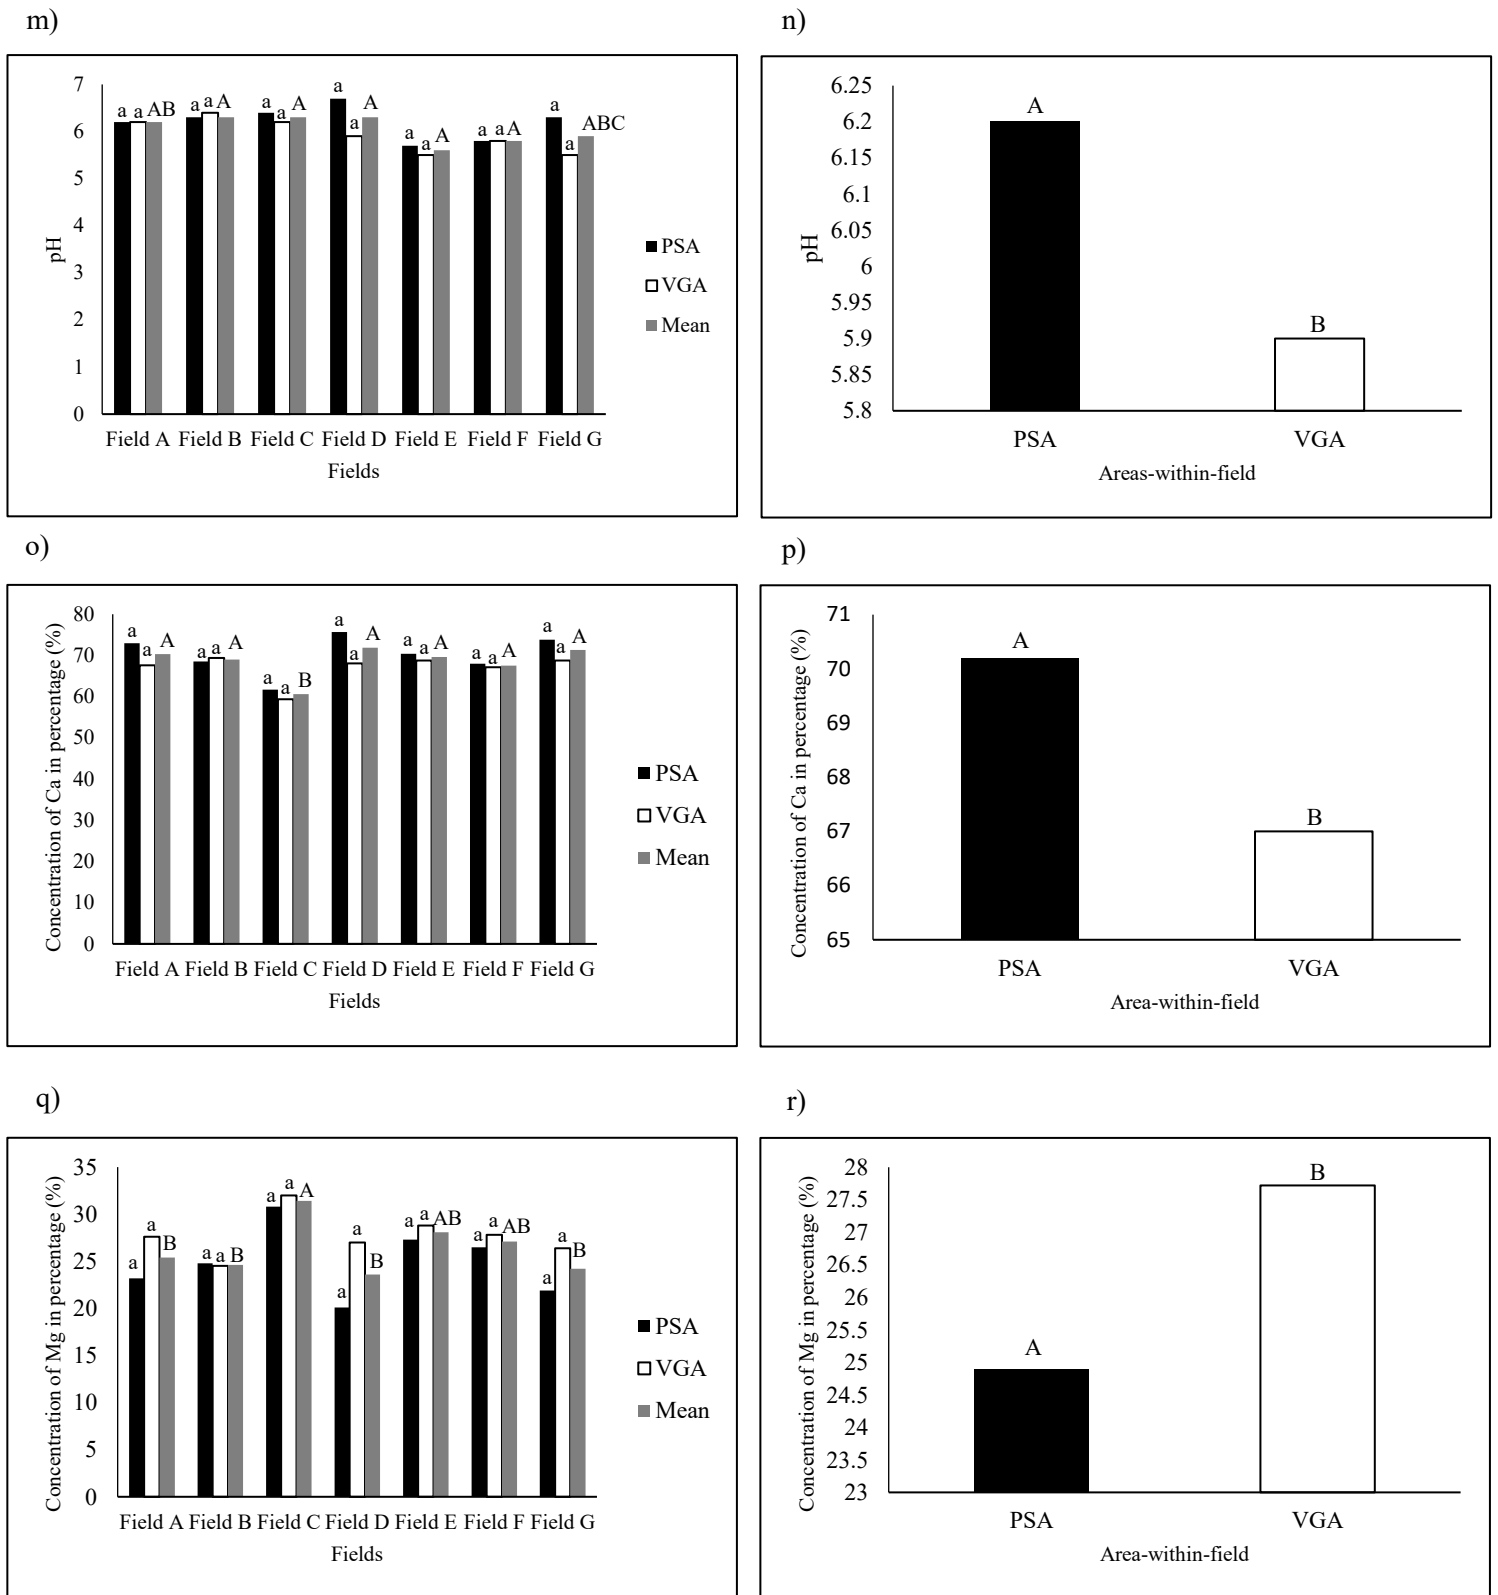 m)
7
6
5
4
3
2
1
0
pH
a a AB
a a A
a a A
a a A
a a A
a a A
a a ABC
Field A Field B Field C Field D Field E Field F Field G
Fields
PSA
VGA
Mean
n)
6.25
6.2
6.15
6.1
6.05
6
5.95
5.9
5.85
5.8
pH
A
B
PSA VGA
Areas-within-field
o)
80
70
60
50
40
30
20
10
0
Concentration of Ca in percentage (%)
a a A
a a A
a a B
a a A
a a A
a a A
a a A
Field A Field B Field C Field D Field E Field F Field G
Fields
PSA
VGA
Mean
p)
71
70
69
68
67
66
65
Concentration of Ca in percentage (%)
A
B
PSA VGA
Area-within-field
q)
35
30
25
20
15
10
5
0
Concentration of Mg in percentage (%)
a a B
a a B
a a A
a a B
a a AB
a a AB
a a B
Field A Field B Field C Field D Field E Field F Field G
Fields
PSA
VGA
Mean
r)
28
27.5
27
26.5
26
25.5
25
24.5
24
23.5
23
Concentration of Mg in percentage (%)
A
B
PSA VGA
Area-within-field